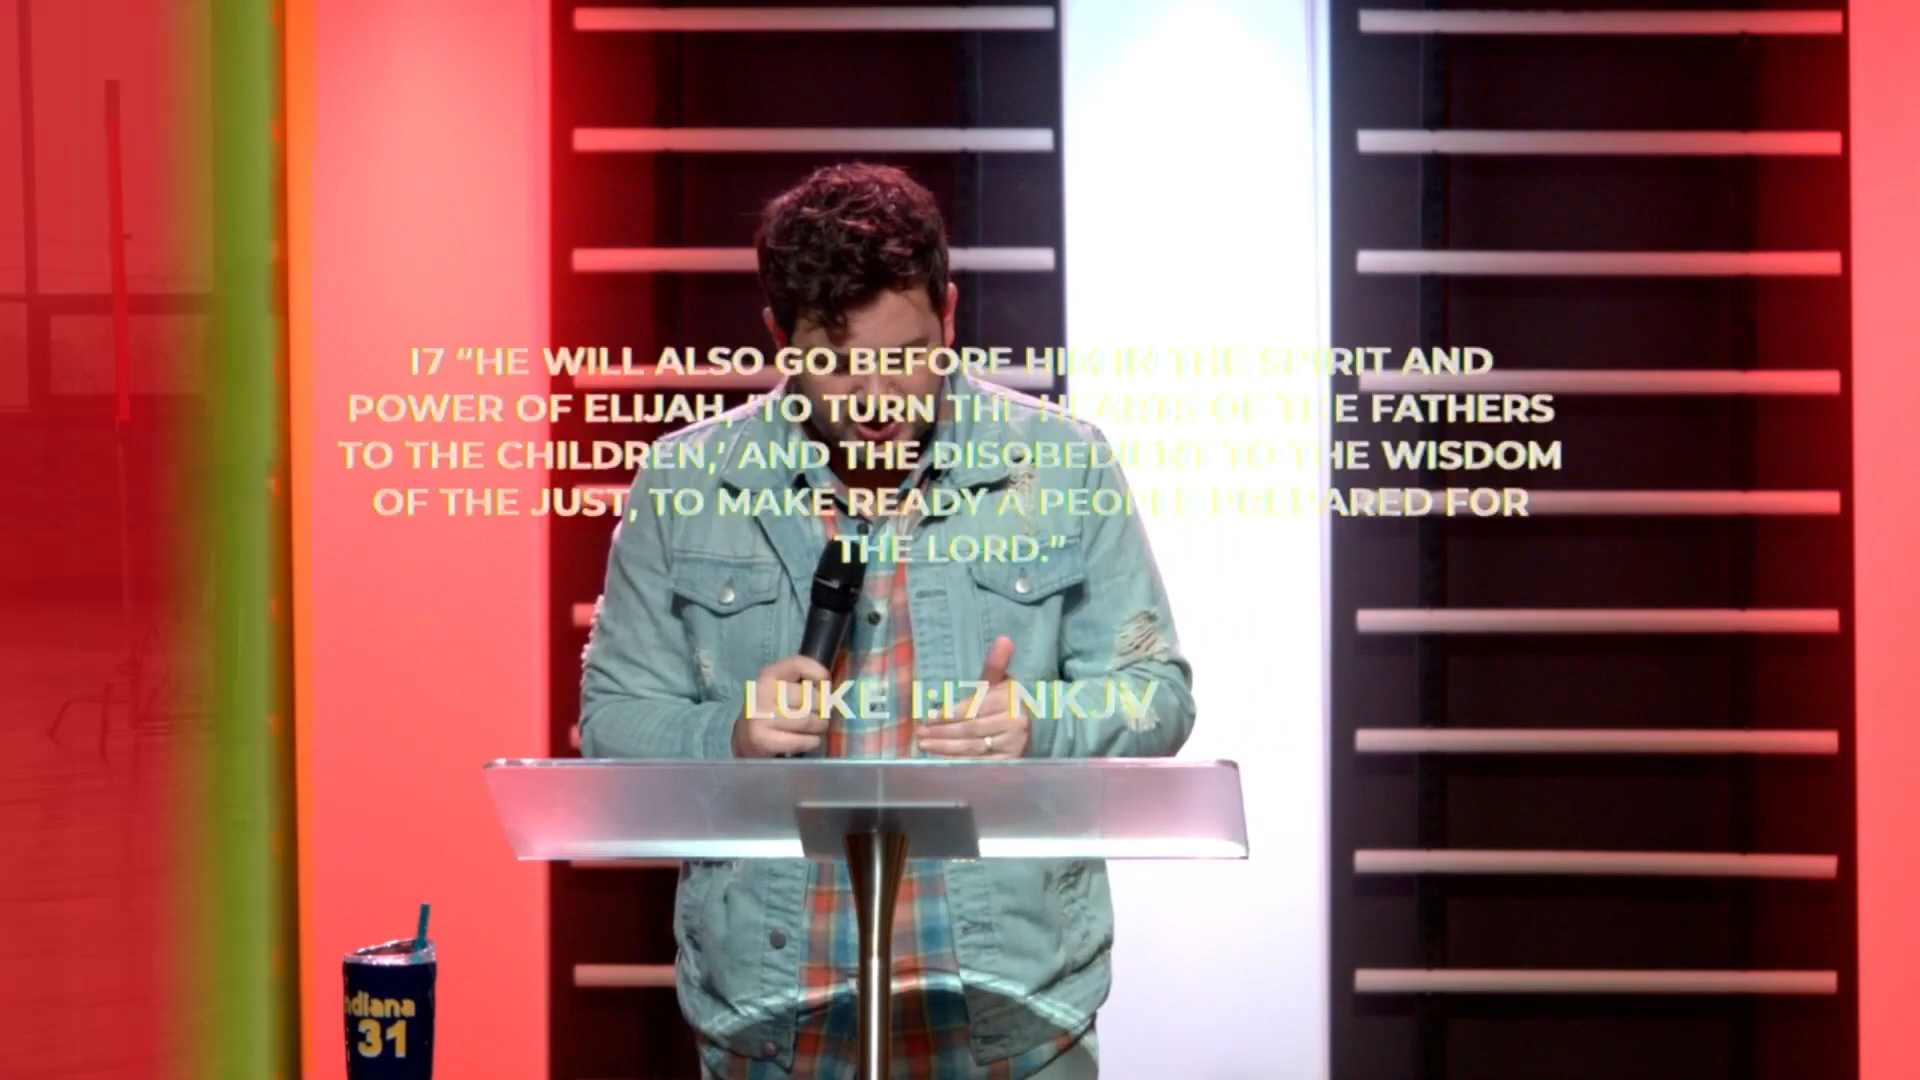 17 “HE WILL ALSO GO BEFORE HIM IN THE SPIRIT AND
POWER OF ELIJAH, ‘TO TURN THE HEARTS OF THE FATHERS
TO THE CHILDREN,’ AND THE DISOBEDIENT TO THE WISDOM
OF THE JUST, TO MAKE READY A PEOPLE PREPARED FOR
THE LORD.”
LUKE 1:17 NKJV
ndiana
31